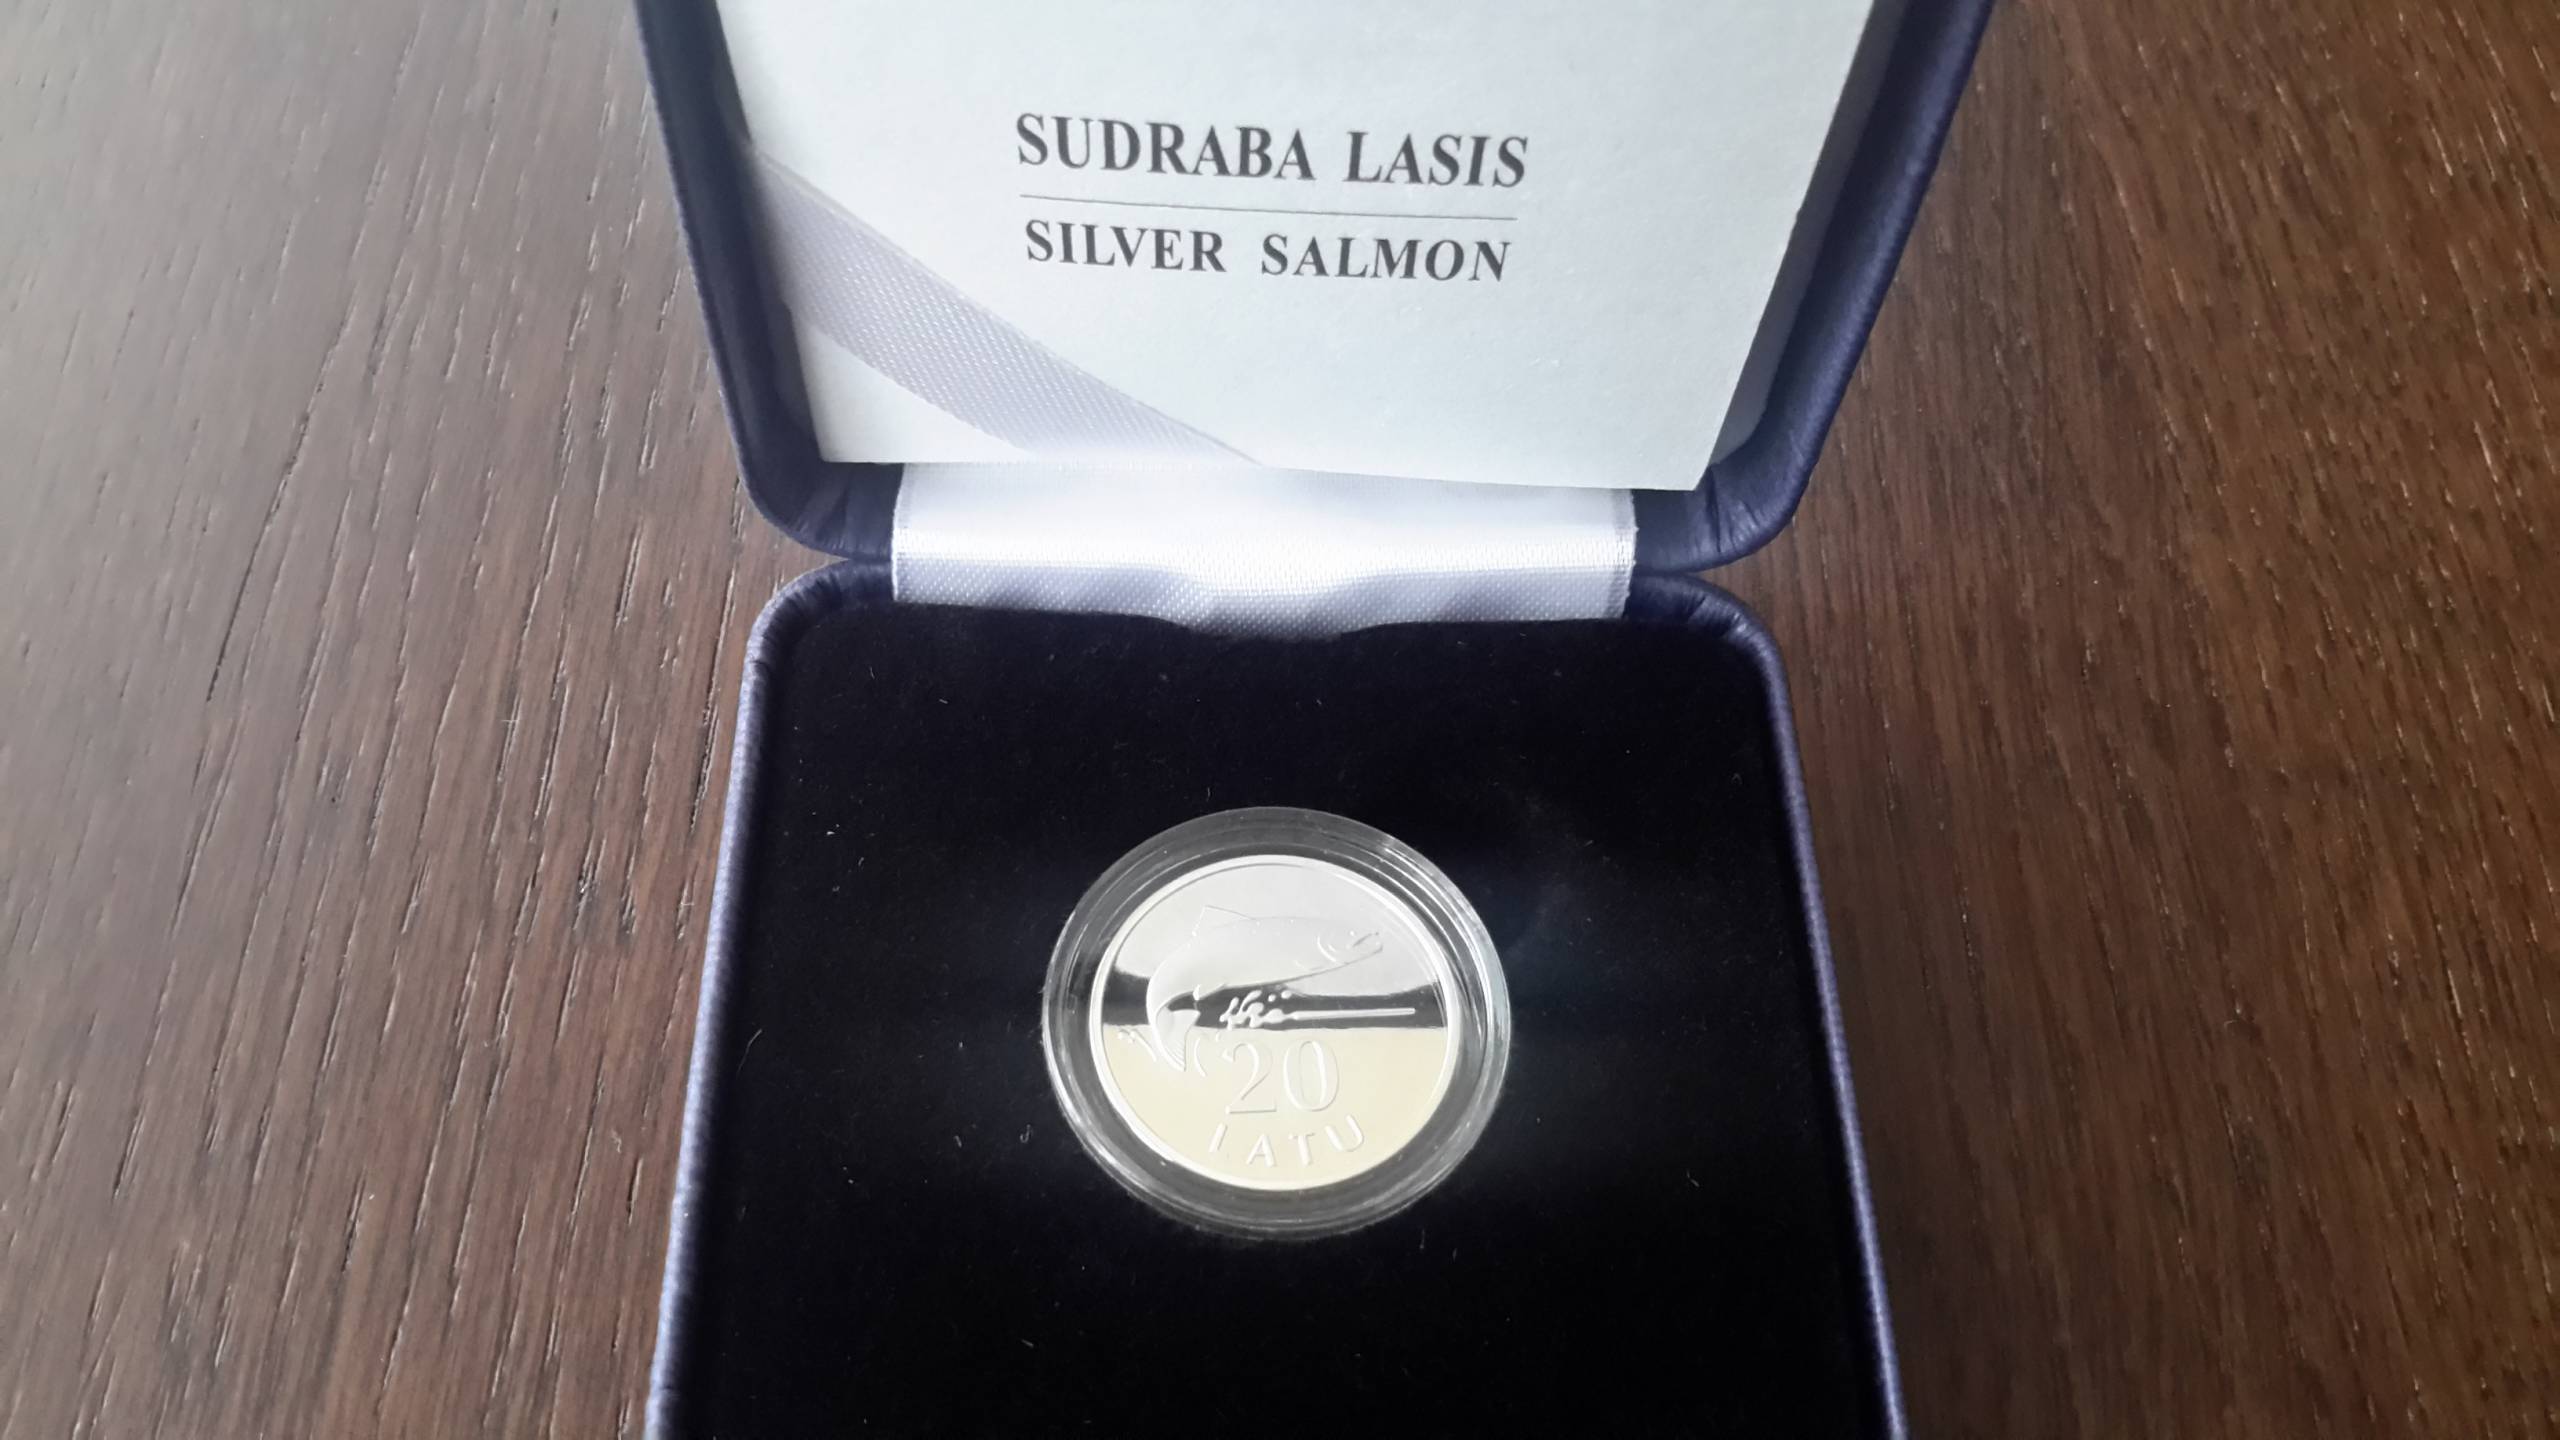 SUDRABA LASIS
SILVER SALMON
20
LATU